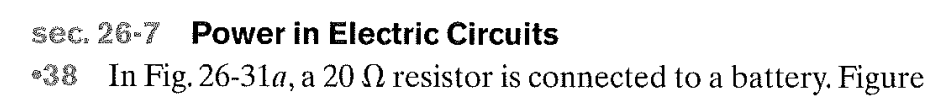 sec. 26-7 Power in Electric Circuits
•38 In Fig. 26-31a, a 20 Ω resistor is connected to a battery. Figure